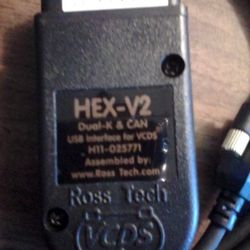 HEX-V2
Dual-K & CAN
USB Interface for VCDS
H11-025771
Assembled by:
www.Ross Tech.com
Ross Tech
VCDS